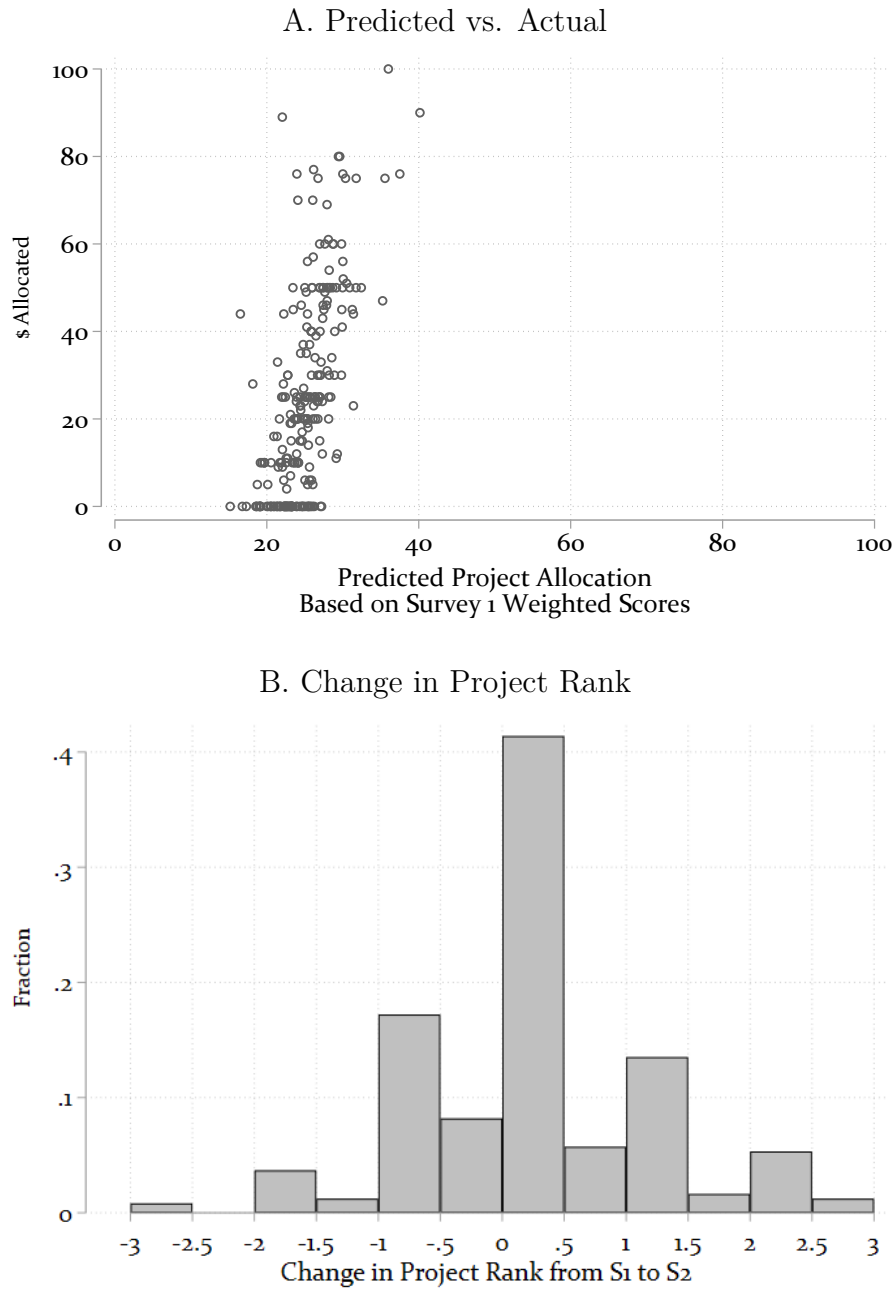 A. Predicted vs. Actual
100
80
60
40
20
0
$ Allocated
0 20 40 60 80 100
Predicted Project Allocation
Based on Survey 1 Weighted Scores
B. Change in Project Rank
.4
.3
.2
.1
0
Fraction
-3 -2.5 -2 -1.5 -1 -.5 0 .5 1 1.5 2 2.5 3
Change in Project Rank from S1 to S2